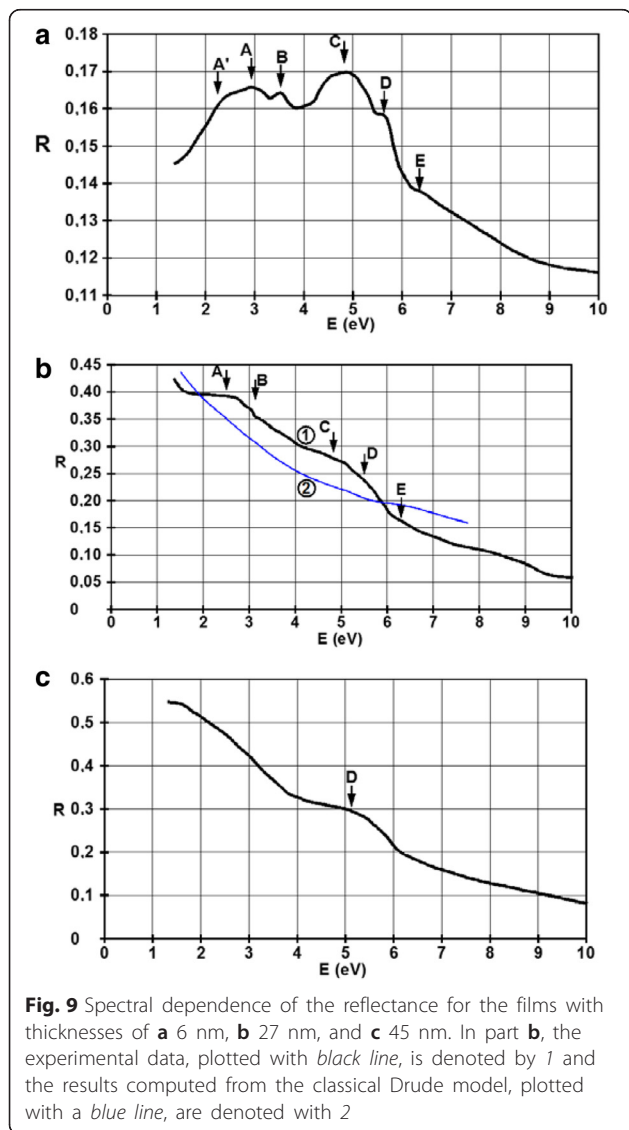 a
0,18
0,17
0,16
0,15
0,14
0,13
0,12
0,11
R
A'
A
B
C
D
E
0 1 2 3 4 5 6 7 8 9 10
E (eV)
b
0.45
0.40
0.35
0.30
0.25
0.20
0.15
0.10
0,05
0
R
A
B
C
D
E
1
2
0 1 2 3 4 5 6 7 8 9 10
E (eV)
c
0.6
0.5
0.4
0.3
0.2
0.1
0
R
D
0 1 2 3 4 5 6 7 8 9 10
E (eV)
Fig. 9 Spectral dependence of the reflectance for the films with
thicknesses of a 6 nm, b 27 nm, and c 45 nm. In part b, the
experimental data, plotted with black line, is denoted by 1 and
the results computed from the classical Drude model, plotted
with a blue line, are denoted with 2